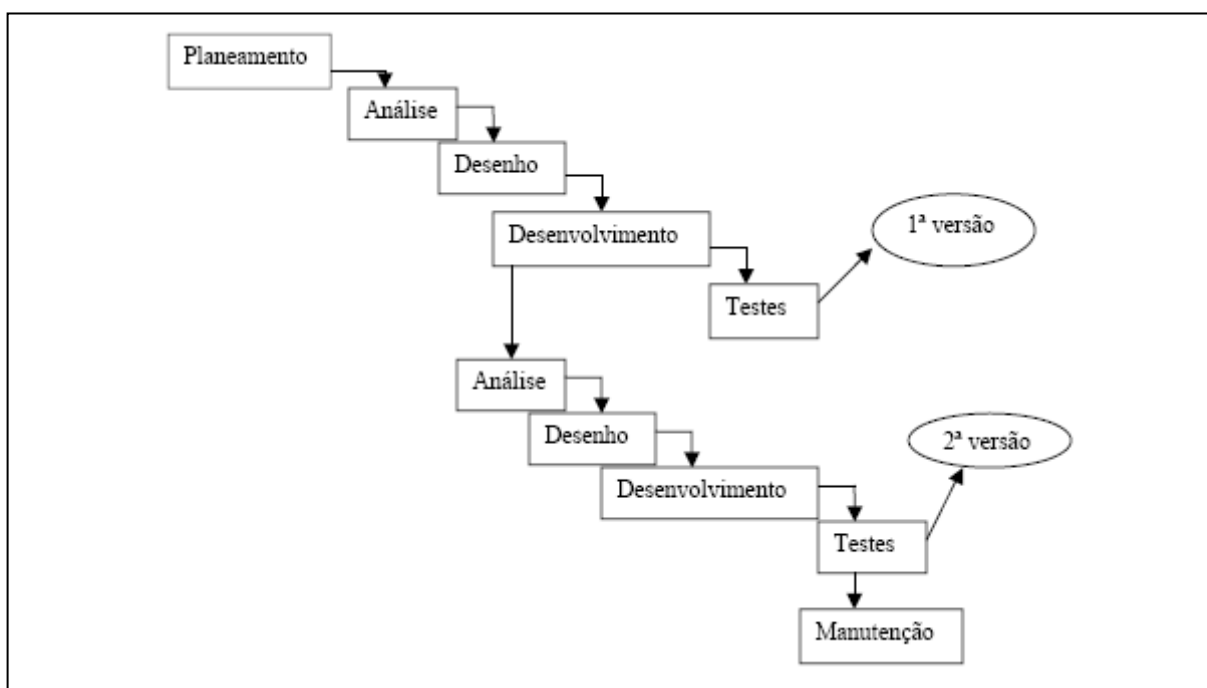 Planeamento
Análise
Desenho
Desenvolvimento
1ª versão
Testes
Análise
Desenho
2ª versão
Desenvolvimento
Testes
Manutenção